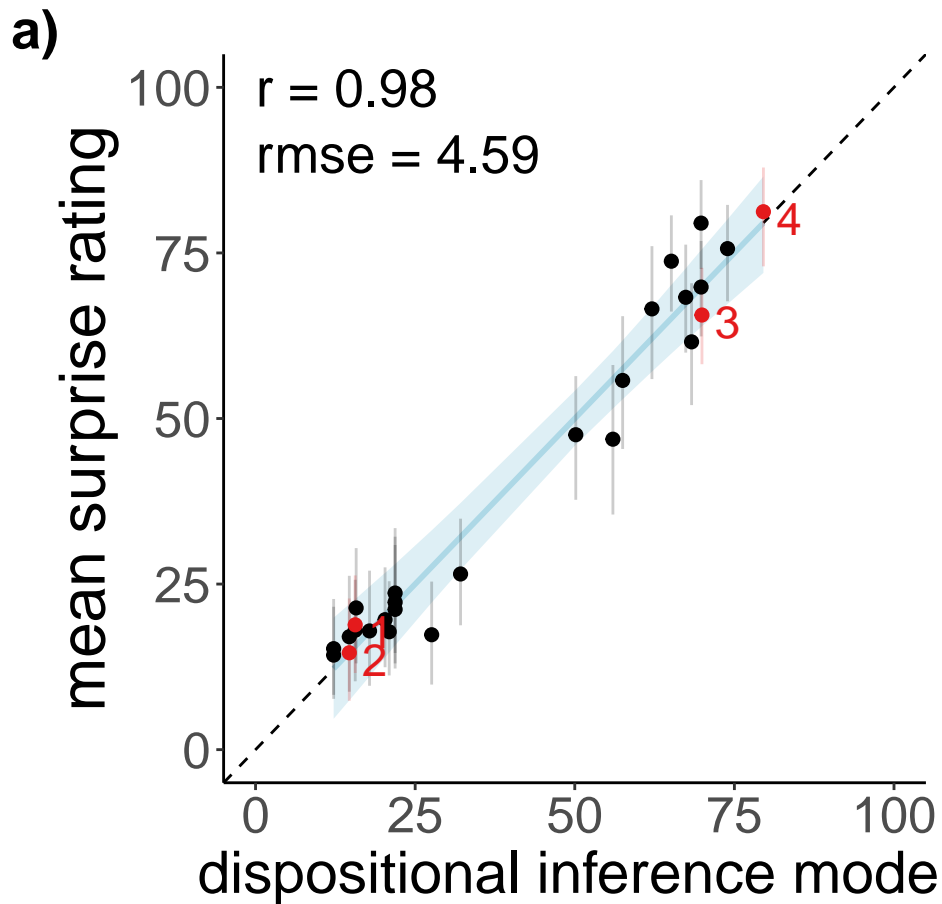 a)
r = 0.98
rmse = 4.59
mean surprise rating
100
75
50
25
0
4
3
1
2
0
25
50
75
100
dispositional inference mode